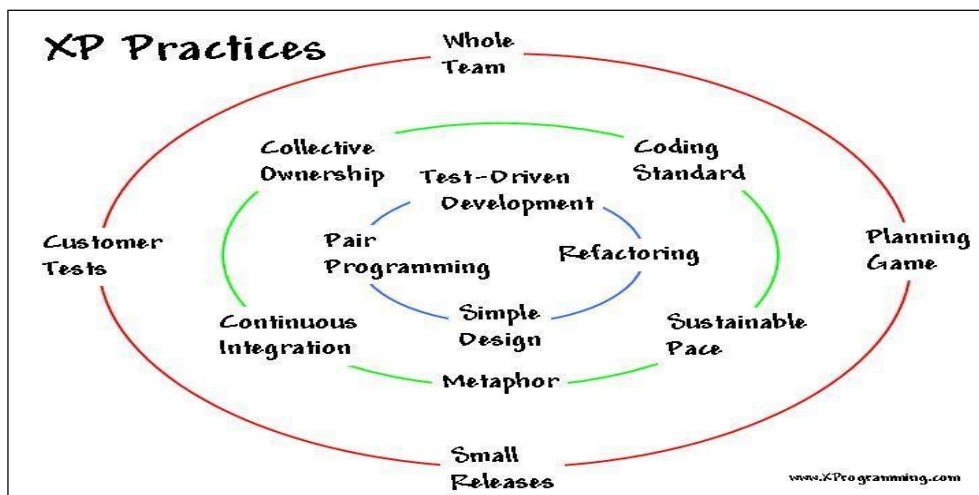 XP Practices
Whole
Team
Collective
Ownership
Coding
Standard
Test-Driven
Development
Customer
Tests
Pair
Programming
Refactoring
Planning
Game
Continuous
Integration
Simple
Design
Sustainable
Pace
Metaphor
Small
Releases
www.XProgramming.com